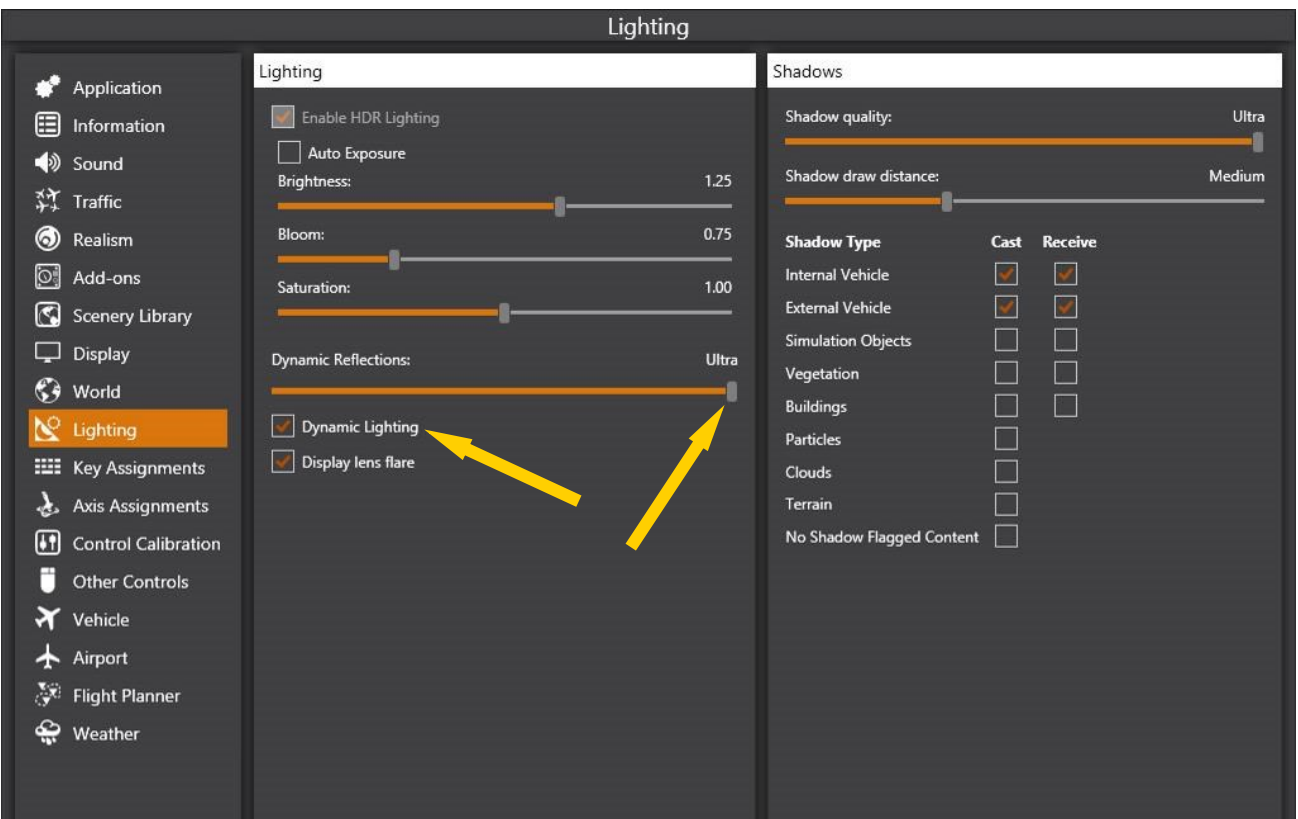 Lighting
Application
Information
Sound
Traffic
Realism
Add-ons
Scenery Library
Display
World
Lighting
Key Assignments
Axis Assignments
Control Calibration
Other Controls
Vehicle
Airport
Flight Planner
Weather
Lighting
Enable HDR Lighting
Auto Exposure
Brightness: 1.25
Bloom: 0.75
Saturation: 1.00
Dynamic Reflections: Ultra
Dynamic Lighting
Display lens flare
Shadows
Shadow quality: Ultra
Shadow draw distance: Medium
Shadow Type Cast Receive
Internal Vehicle
External Vehicle
Simulation Objects
Vegetation
Buildings
Particles
Clouds
Terrain
No Shadow Flagged Content